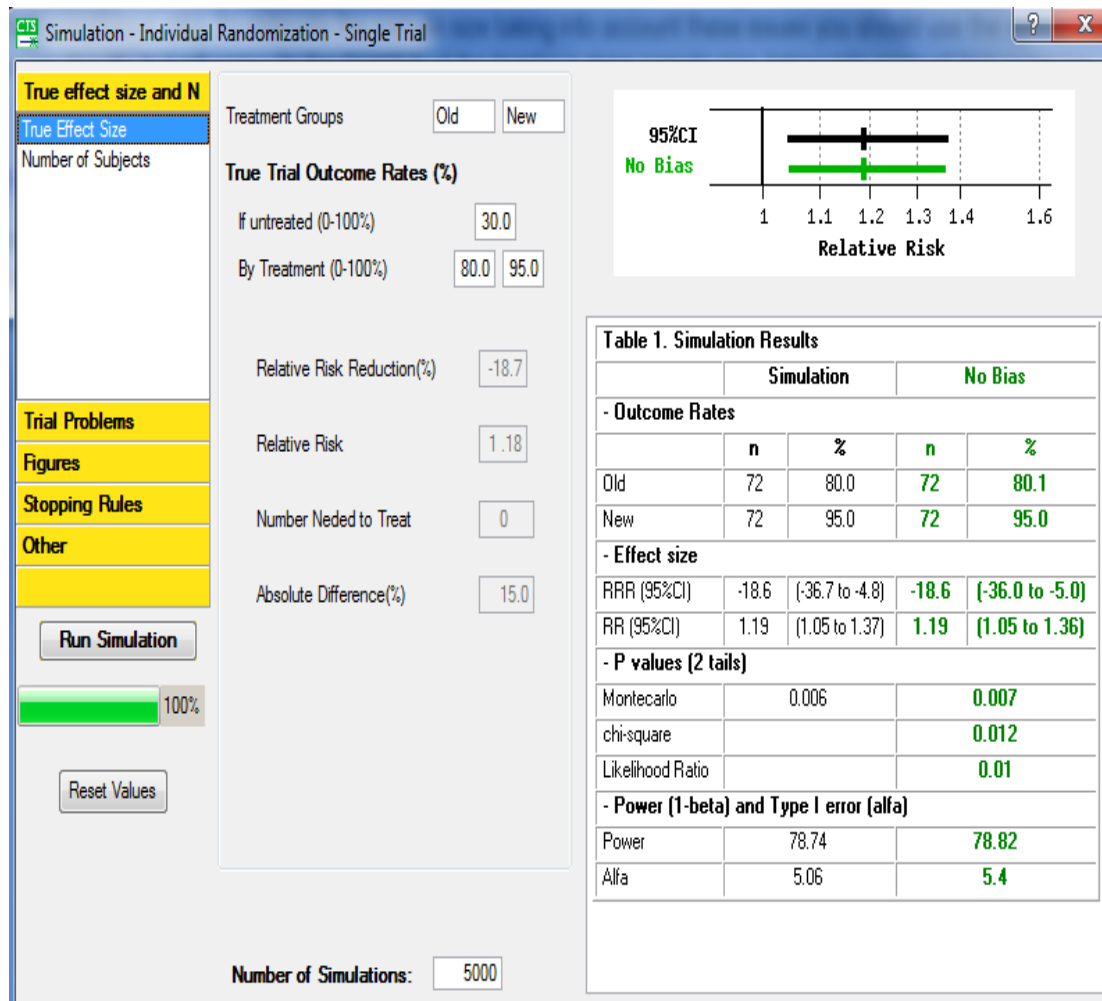 CTS Simulation - Individual Randomization - Single Trial
? X
True effect size and N
True Effect Size
Number of Subjects
Trial Problems
Figures
Stopping Rules
Other
Run Simulation
100%
Reset Values
Treatment Groups Old New
True Trial Outcome Rates (%)
If untreated (0-100%) 30.0
By Treatment (0-100%) 80.0 95.0
Relative Risk Reduction(%) -18.7
Relative Risk 1.18
Number Neded to Treat 0
Absolute Difference(%) 15.0
Number of Simulations: 5000
95%CI
No Bias
1 1.1 1.2 1.3 1.4 1.6
Relative Risk
Table 1. Simulation Results
Simulation No Bias
- Outcome Rates
n % n %
Old 72 80.0 72 80.1
New 72 95.0 72 95.0
- Effect size
RRR (95%CI) -18.6 (-36.7 to -4.8) -18.6 (-36.0 to -5.0)
RR (95%CI) 1.19 (1.05 to 1.37) 1.19 (1.05 to 1.36)
- P values (2 tails)
Montecarlo 0.006 0.007
chi-square 0.012
Likelihood Ratio 0.01
- Power (1-beta) and Type I error (alfa)
Power 78.74 78.82
Alfa 5.06 5.4